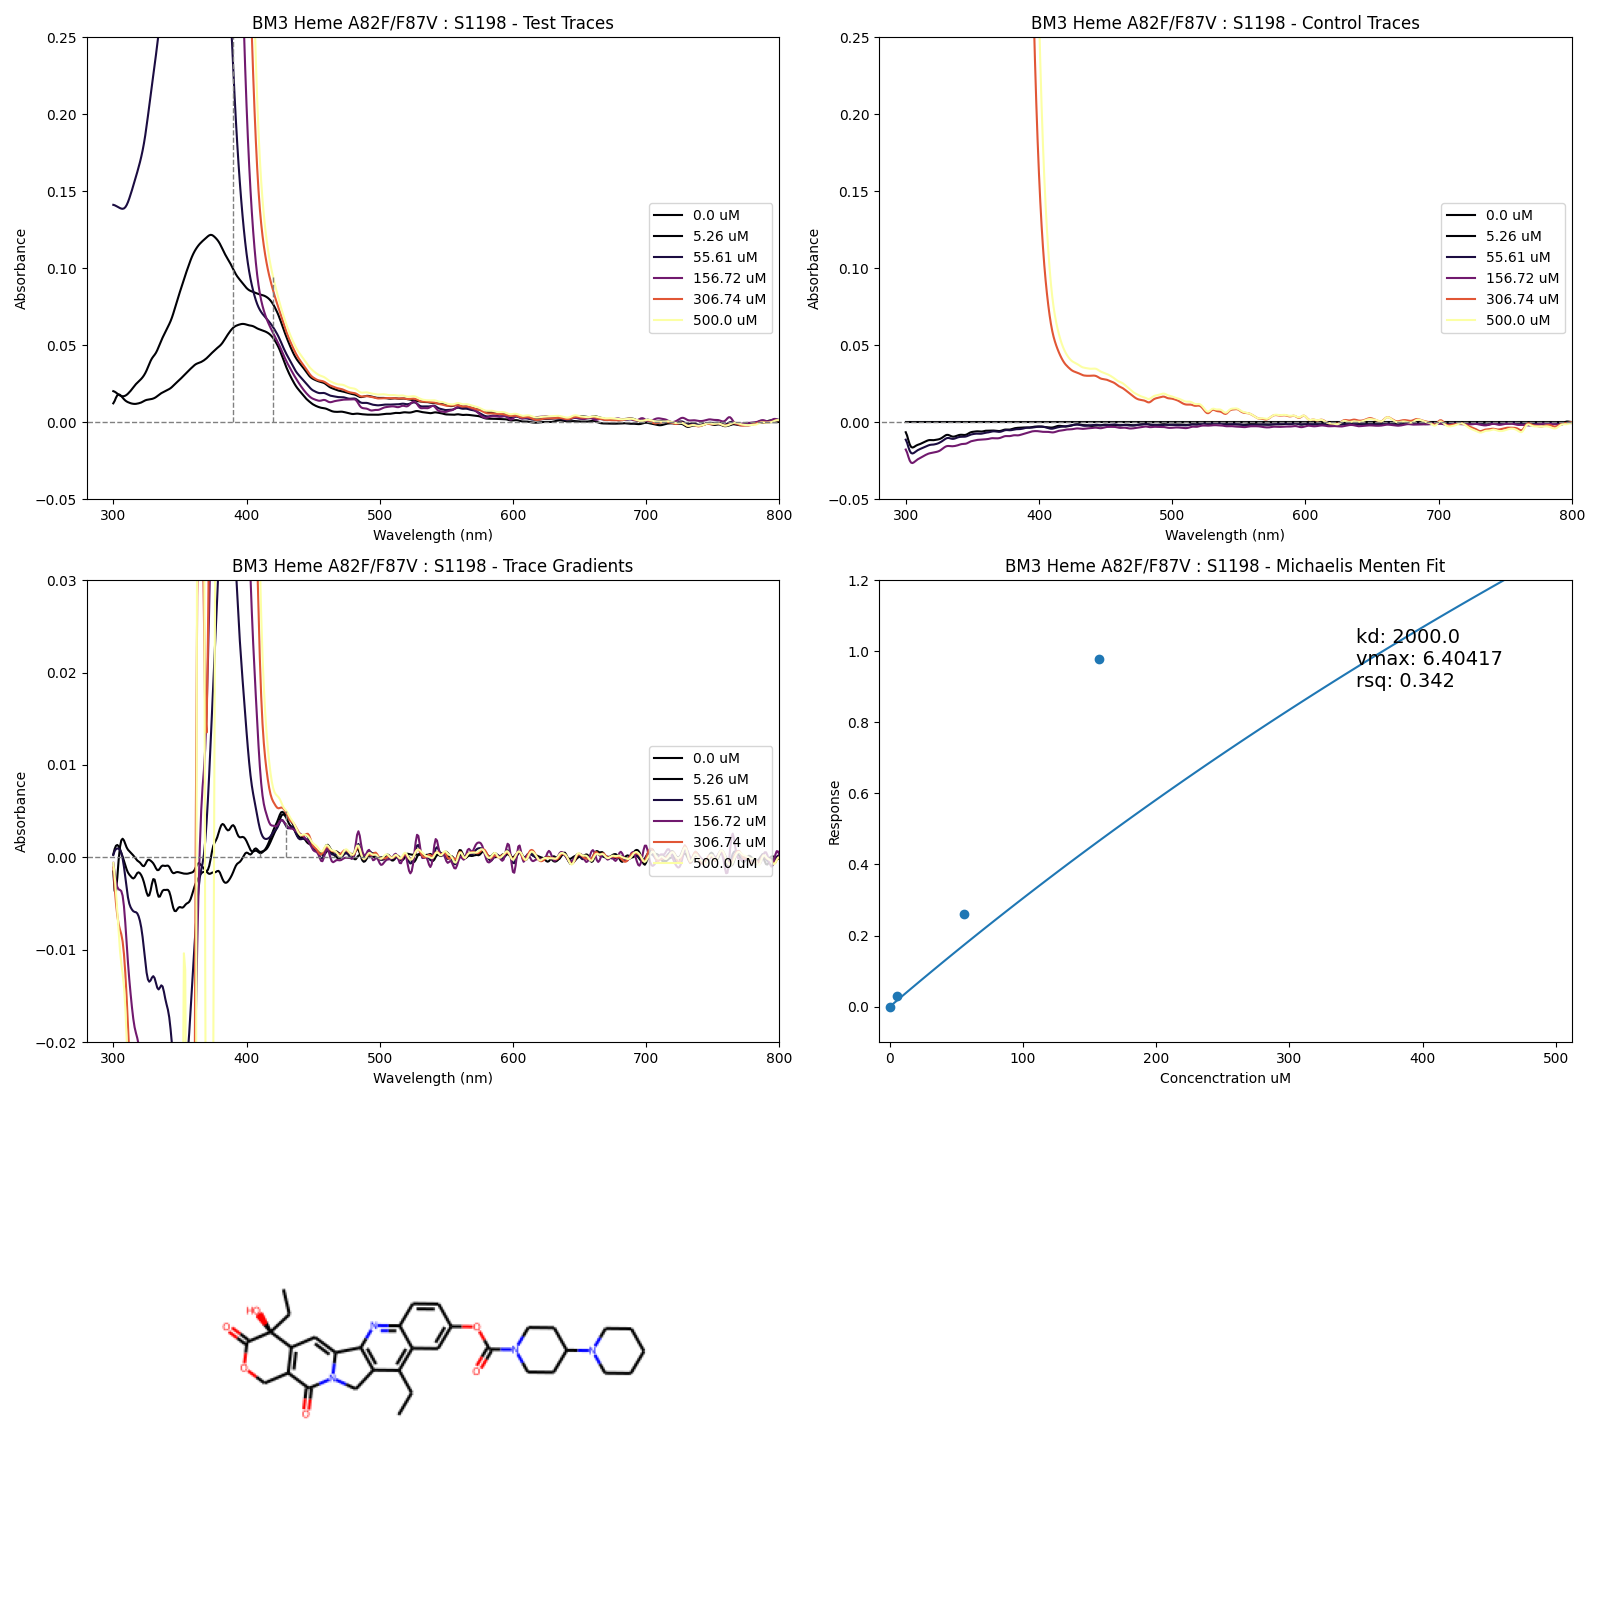 BM3 Heme A82F/F87V : S1198 - Test Traces
0.25
0.20
0.15
0.10
0.05
0.00
−0.05
Absorbance
0.0 uM
5.26 uM
55.61 uM
156.72 uM
306.74 uM
500.0 uM
300 400 500 600 700 800
Wavelength (nm)
BM3 Heme A82F/F87V : S1198 - Control Traces
0.25
0.20
0.15
0.10
0.05
0.00
−0.05
Absorbance
0.0 uM
5.26 uM
55.61 uM
156.72 uM
306.74 uM
500.0 uM
300 400 500 600 700 800
Wavelength (nm)
BM3 Heme A82F/F87V : S1198 - Trace Gradients
0.03
0.02
0.01
0.00
−0.01
−0.02
Absorbance
0.0 uM
5.26 uM
55.61 uM
156.72 uM
306.74 uM
500.0 uM
300 400 500 600 700 800
Wavelength (nm)
BM3 Heme A82F/F87V : S1198 - Michaelis Menten Fit
1.2
1.0
0.8
0.6
0.4
0.2
0.0
Response
kd: 2000.0
vmax: 6.40417
rsq: 0.342
0 100 200 300 400 500
Concenctration uM
HO
O
O
O
N
N
O
O
N
N